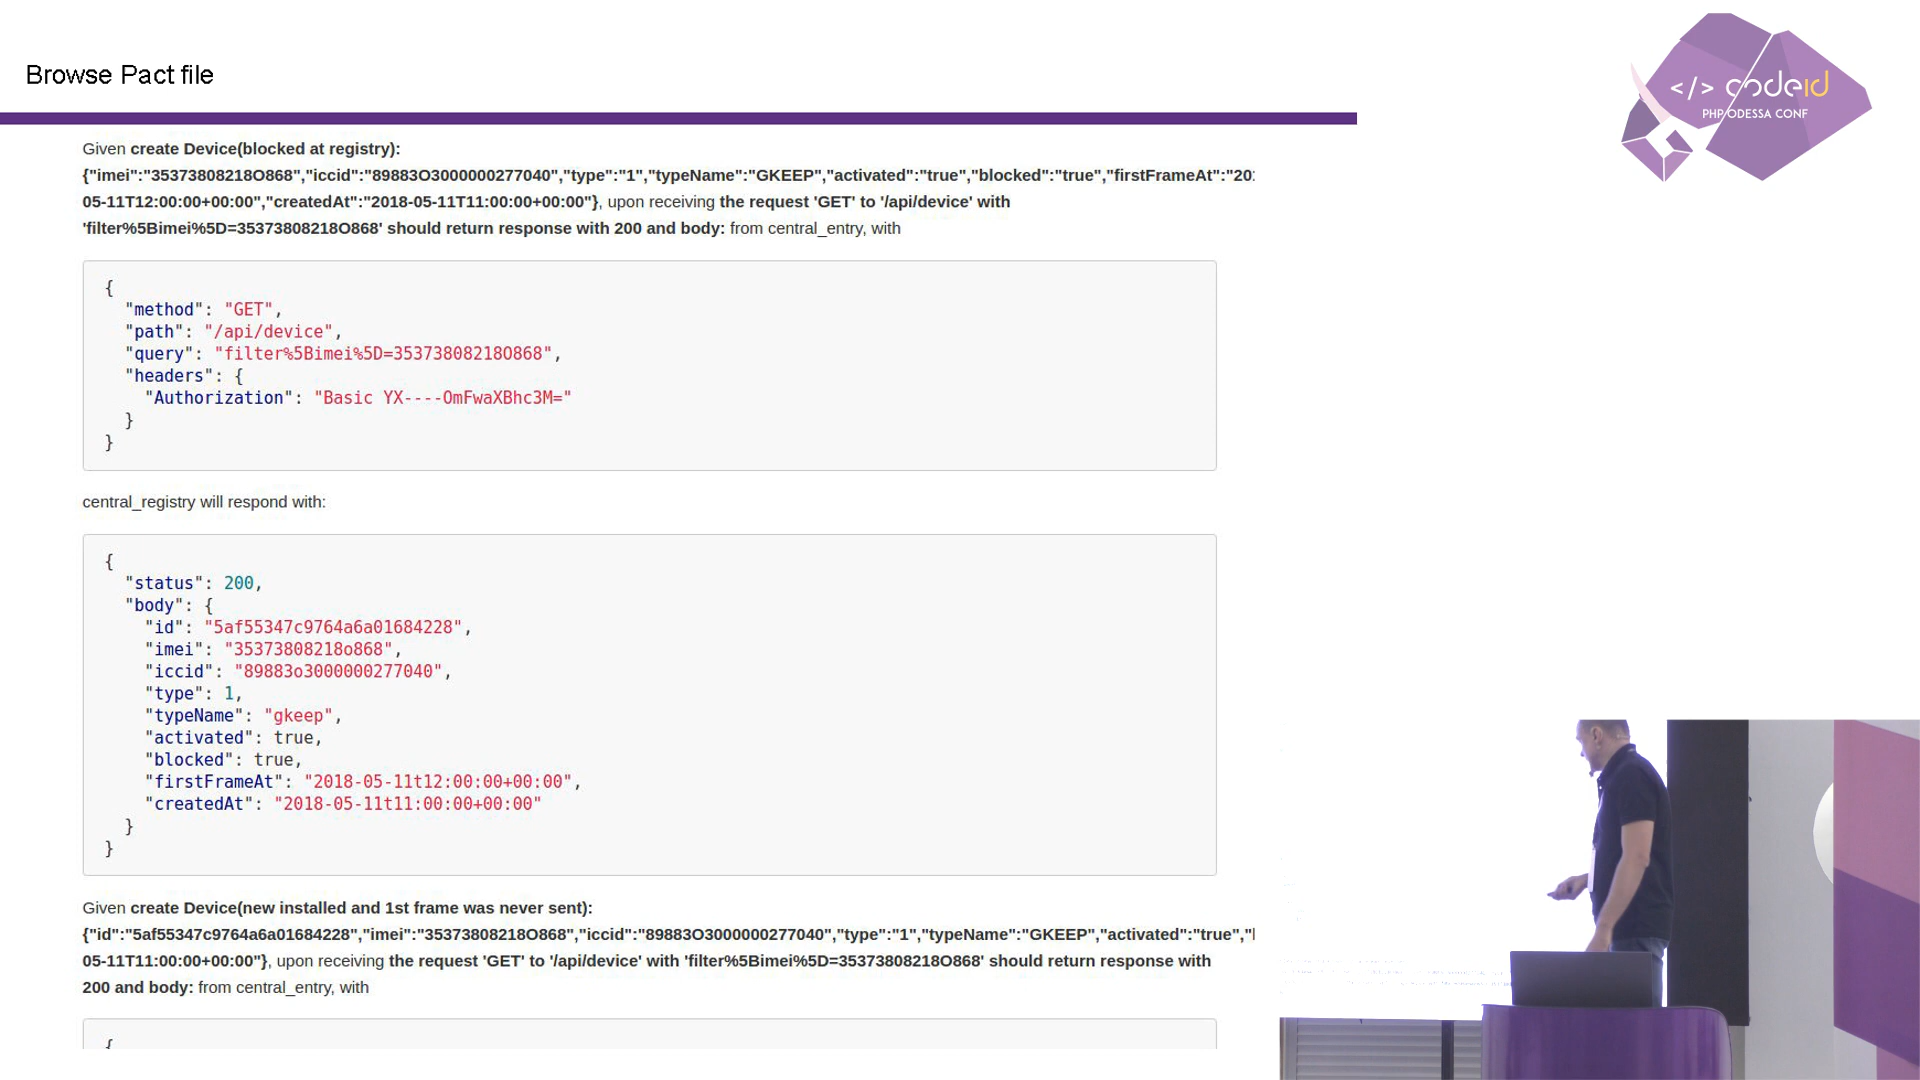 Browse Pact file
</> codeid
PHP ODESSA CONF
Given create Device(blocked at registry):
{"imei":"35373808218O868","iccid":"89883O3000000277040","type":"1","typeName":"GKEEP","activated":"true","blocked":"true","firstFrameAt":"20
05-11T12:00:00+00:00","createdAt":"2018-05-11T11:00:00+00:00"}, upon receiving the request 'GET' to '/api/device' with
'filter%5Bimei%5D=35373808218O868' should return response with 200 and body: from central_entry, with
{
"method": "GET",
"path": "/api/device",
"query": "filter%5Bimei%5D=35373808218O868",
"headers": {
"Authorization": "Basic YX----OmFwaXBhc3M="
}
}
central_registry will respond with:
{
"status": 200,
"body": {
"id": "5af55347c9764a6a01684228",
"imei": "35373808218o868",
"iccid": "89883o3000000277040",
"type": 1,
"typeName": "gkeep",
"activated": true,
"blocked": true,
"firstFrameAt": "2018-05-11t12:00:00+00:00",
"createdAt": "2018-05-11t11:00:00+00:00"
}
}
Given create Device(new installed and 1st frame was never sent):
{"id":"5af55347c9764a6a01684228","imei":"35373808218O868","iccid":"89883O3000000277040","type":"1","typeName":"GKEEP","activated":"true","
05-11T11:00:00+00:00"}, upon receiving the request 'GET' to '/api/device' with 'filter%5Bimei%5D=35373808218O868' should return response with
200 and body: from central_entry, with
{